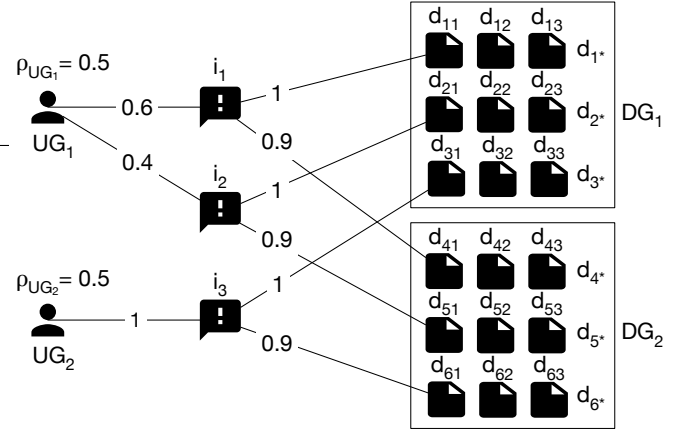 d₁₁ d₁₂ d₁₃
d₁*
ρUG₁= 0.5
i₁
1
0.6
UG₁
d₂₁ d₂₂ d₂₃
d₂*
DG₁
0.9
0.4
i₂
1
d₃₁ d₃₂ d₃₃
d₃*
0.9
d₄₁ d₄₂ d₄₃
d₄*
ρUG₂= 0.5
i₃
1
1
UG₂
0.9
d₅₁ d₅₂ d₅₃
d₅*
DG₂
d₆₁ d₆₂ d₆₃
d₆*